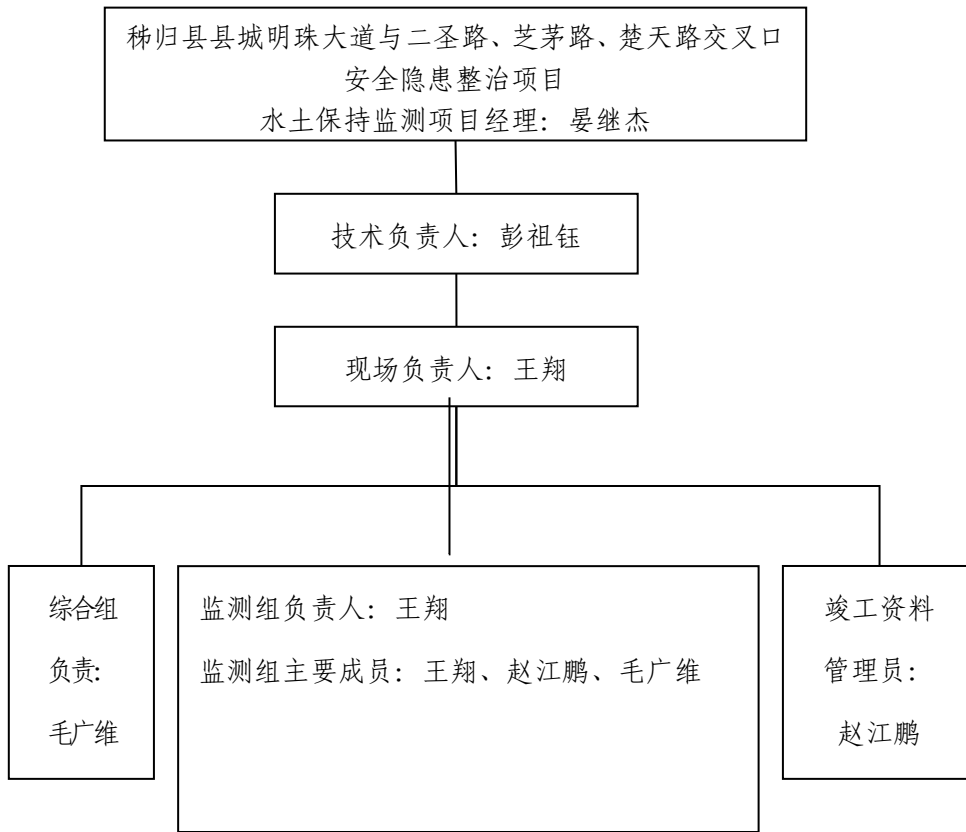 秭归县县城明珠大道与二圣路、芝茅路、楚天路交叉口
安全隐患整治项目
水土保持监测项目经理：晏继杰
技术负责人：彭祖钰
现场负责人：王翔
综合组
负责：
毛广维
监测组负责人：王翔
监测组主要成员：王翔、赵江鹏、毛广维
竣工资料
管理员：
赵江鹏